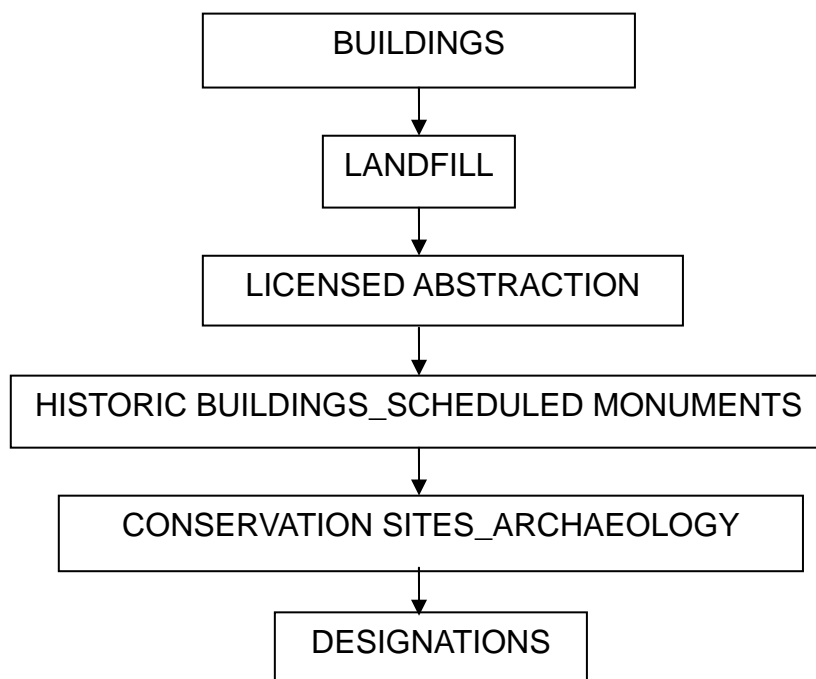 BUILDINGS
LANDFILL
LICENSED ABSTRACTION
HISTORIC BUILDINGS_SCHEDULED MONUMENTS
CONSERVATION SITES_ARCHAEOLOGY
DESIGNATIONS